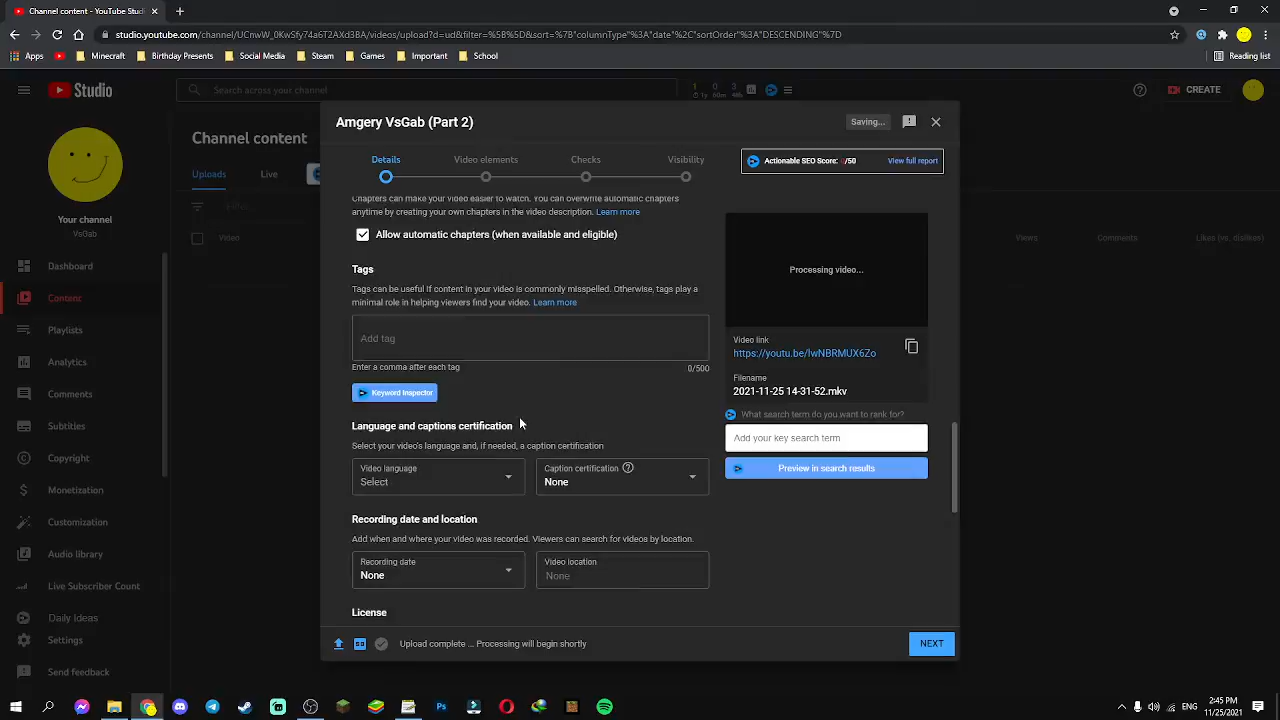 Channel content - YouTube Studio
studio.youtube.com/channel/UCnwW_0KwSfy74a6T2AXd3BA/videos/upload?d=ud&filter=%5B%5D&sort=%7B"columnType"%3A"date"%2C"sortOrder"%3A"DESCENDING"%7D
Apps
Minecraft
Birthday Presents
Steam
Games
Important
School
Reading list
Studio
Search across your channel
1 0 3
CREATE
Your channel
VsGab
Dashboard
Content
Playlists
Analytics
Comments
Subtitles
Copyright
Monetization
Customization
Audio library
Live Subscriber Count
Daily Ideas
Settings
Send feedback
Channel content
Uploads
Live
Video
Views
Comments
Likes (vs. dislikes)
Amgery VsGab (Part 2)
Saving...
Details
Video elements
Checks
Visibility
Actionable SEO Score: 0/50
View full report
Chapters can make your video easier to watch. You can overwrite automatic chapters
anytime by creating your own chapters in the video description. Learn more
Allow automatic chapters (when available and eligible)
Tags
Tags can be useful if content in your video is commonly misspelled. Otherwise, tags play a
minimal role in helping viewers find your video. Learn more
Add tag
Enter a comma after each tag
0/500
Keyword Inspector
Language and captions certification
Select your video's language and, if needed, a caption certification
Video language
Select
Caption certification
None
Recording date and location
Add when and where your video was recorded. Viewers can search for videos by location.
Recording date
None
Video location
None
License
Processing video...
Video link
https://youtu.be/IwNBRMUX6Zo
Filename
2021-11-25 14-31-52.mkv
What search term do you want to rank for?
Add your key search term
Preview in search results
Upload complete ... Processing will begin shortly
NEXT
2:45 PM
11/25/2021